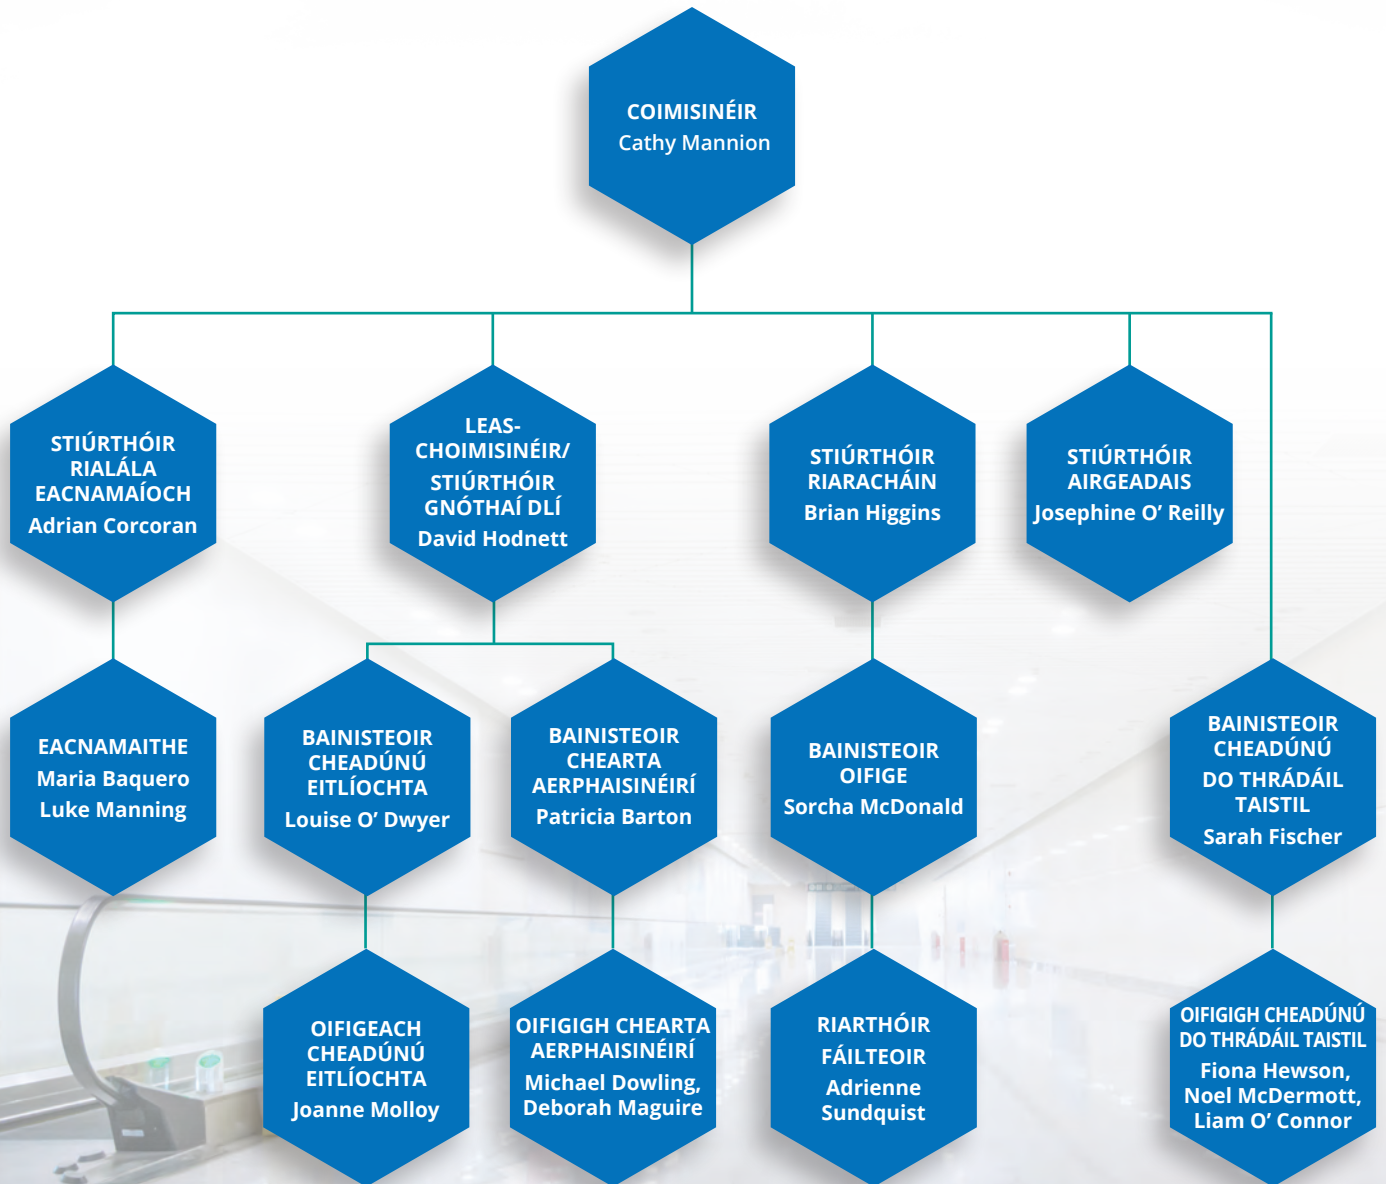 COIMISINÉIR
Cathy Mannion
STIÚRTHÓIR
RIALÁLA
EACNAMAÍOCH
Adrian Corcoran
LEAS-
CHOIMISINÉIR/
STIÚRTHÓIR
GNÓTHAÍ DLÍ
David Hodnett
STIÚRTHÓIR
RIARACHÁIN
Brian Higgins
STIÚRTHÓIR
AIRGEADAIS
Josephine O’ Reilly
EACNAMAITHE
Maria Baquero
Luke Manning
BAINISTEOIR
CHEADÚNÚ
EITLÍOCHTA
Louise O’ Dwyer
BAINISTEOIR
CHEARTA
AERPHAISINÉIRÍ
Patricia Barton
BAINISTEOIR
OIFIGE
Sorcha McDonald
BAINISTEOIR
CHEADÚNÚ
DO THRÁDÁIL
TAISTIL
Sarah Fischer
OIFIGEACH
CHEADÚNÚ
EITLÍOCHTA
Joanne Molloy
OIFIGIGH CHEARTA
AERPHAISINÉIRÍ
Michael Dowling,
Deborah Maguire
RIARTHÓIR
FÁILTEOIR
Adrienne
Sundquist
OIFIGIGH CHEADÚNÚ
DO THRÁDÁIL TAISTIL
Fiona Hewson,
Noel McDermott,
Liam O’ Connor